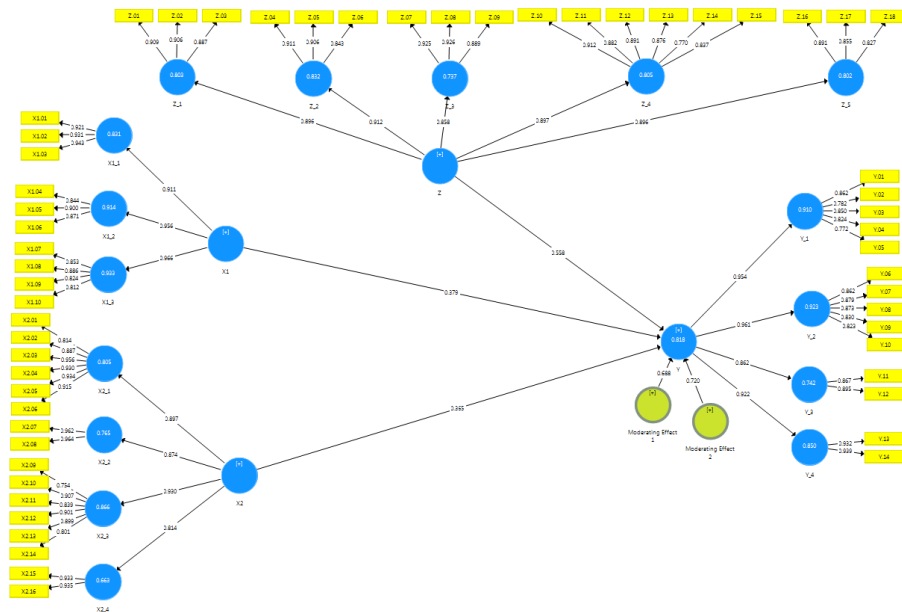 Z.01 Z.02 Z.03 Z.04 Z.05 Z.06 Z.07 Z.08 Z.09 Z.10 Z.11 Z.12 Z.13 Z.14 Z.15 Z.16 Z.17 Z.18
0.909 0.906 0.887 0.911 0.906 0.843 0.925 0.926 0.889 0.912 0.882 0.891 0.876 0.770 0.837 0.891 0.855 0.827
0.803 0.832 0.737 0.805 0.802
Z_1 Z_2 Z_3 Z_4 Z_5
0.896 0.912 0.858 0.897 0.896
[+]
Z
0.558
X1.01
X1.02
X1.03
0.921
0.931
0.943
0.831
X1_1
0.911
X1.04
X1.05
X1.06
0.844
0.900
0.871
0.914
X1_2
0.956
X1.07
X1.08
X1.09
X1.10
0.853
0.886
0.824
0.812
0.933
X1_3
0.966
[+]
X1
0.379
X2.01
X2.02
X2.03
X2.04
X2.05
X2.06
0.814
0.887
0.956
0.930
0.934
0.915
0.805
X2_1
0.897
X2.07
X2.08
0.962
0.964
0.765
X2_2
0.874
X2.09
X2.10
X2.11
X2.12
X2.13
X2.14
0.754
0.907
0.839
0.901
0.899
0.801
0.866
X2_3
0.930
X2.15
X2.16
0.933
0.935
0.663
X2_4
0.814
[+]
X2
0.355
[+]
0.818
Y
0.688
0.720
[+]
Moderating Effect
1
[+]
Moderating Effect
2
0.954
0.910
Y_1
0.862
0.782
0.850
0.824
0.772
Y.01
Y.02
Y.03
Y.04
Y.05
0.961
0.923
Y_2
0.862
0.879
0.873
0.830
0.823
Y.06
Y.07
Y.08
Y.09
Y.10
0.862
0.742
Y_3
0.867
0.895
Y.11
Y.12
0.922
0.850
Y_4
0.932
0.939
Y.13
Y.14